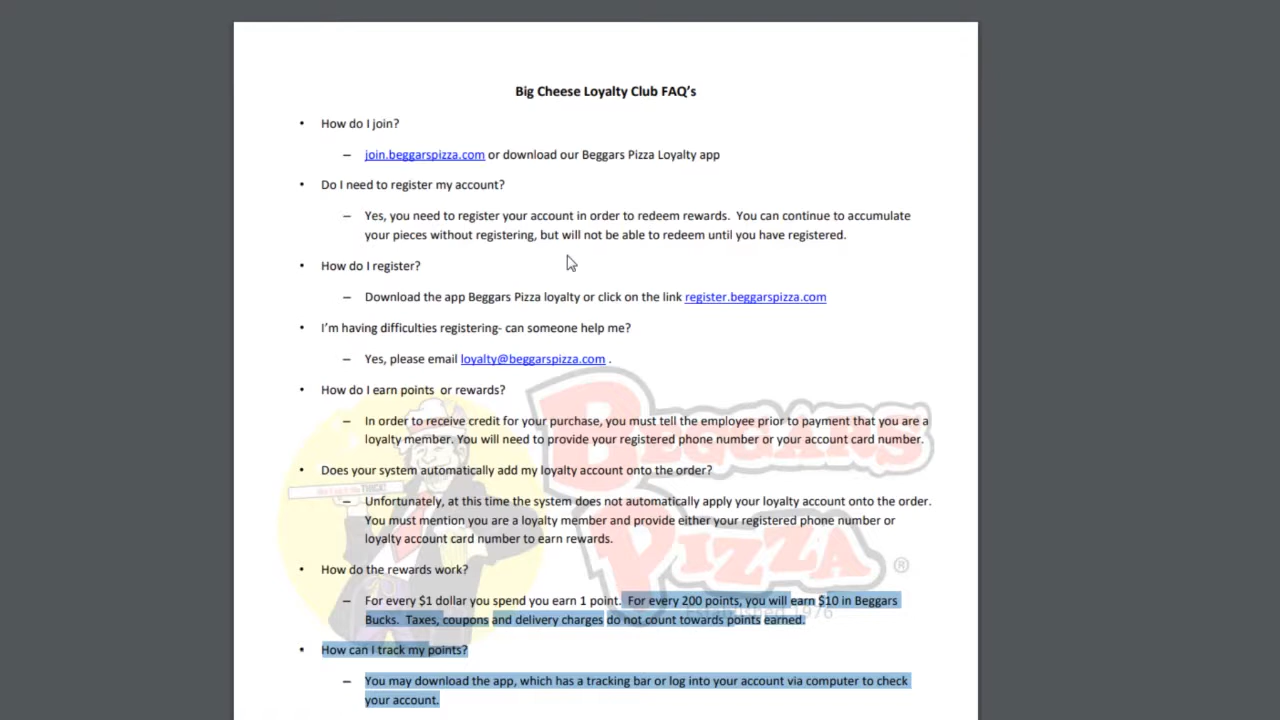 Big Cheese Loyalty Club FAQ's
• How do I join?
– join.beggarspizza.com or download our Beggars Pizza Loyalty app
• Do I need to register my account?
– Yes, you need to register your account in order to redeem rewards.  You can continue to accumulate
your pieces without registering, but will not be able to redeem until you have registered.
• How do I register?
– Download the app Beggars Pizza loyalty or click on the link register.beggarspizza.com
• I'm having difficulties registering- can someone help me?
– Yes, please email loyalty@beggarspizza.com .
• How do I earn points  or rewards?
– In order to receive credit for your purchase, you must tell the employee prior to payment that you are a
loyalty member. You will need to provide your registered phone number or your account card number.
• Does your system automatically add my loyalty account onto the order?
– Unfortunately, at this time the system does not automatically apply your loyalty account onto the order.
You must mention you are a loyalty member and provide either your registered phone number or
loyalty account card number to earn rewards.
• How do the rewards work?
– For every $1 dollar you spend you earn 1 point.  For every 200 points, you will earn $10 in Beggars
Bucks.  Taxes, coupons and delivery charges do not count towards points earned.
• How can I track my points?
– You may download the app, which has a tracking bar or log into your account via computer to check
your account.
BEGGARS
PIZZA ®
Established 1976